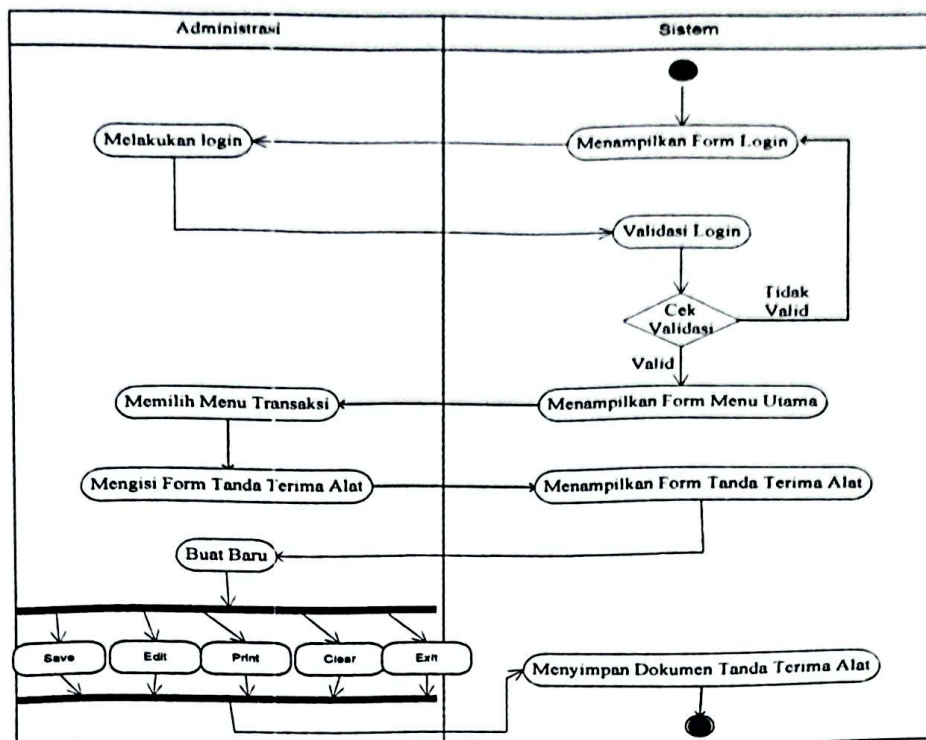 Administrasi
Sistem
Melakukan login
Menampilkan Form Login
Validasi Login
Cek
Validasi
Tidak
Valid
Valid
Memilih Menu Transaksi
Menampilkan Form Menu Utama
Mengisi Form Tanda Terima Alat
Menampilkan Form Tanda Terima Alat
Buat Baru
Save
Edit
Print
Clear
Exit
Menyimpan Dokumen Tanda Terima Alat